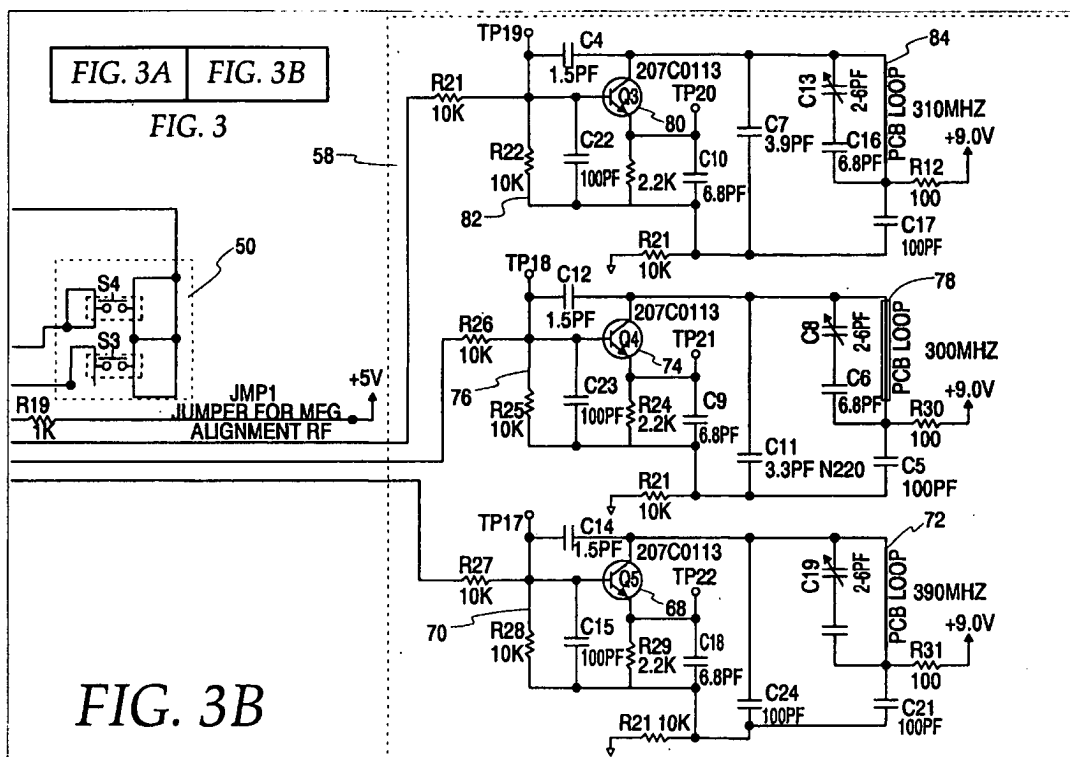 FIG. 3A FIG. 3B
FIG. 3
58
TP19
C4
1.5PF
207C0113
Q3
TP20
80
R21
10K
R22
10K
82
C22
100PF
2.2K
C10
6.8PF
R21
10K
C7
3.9PF
C13
2-6PF
C16
6.8PF
84
PCB LOOP
310MHZ
+9.0V
R12
100
C17
100PF
50
S4
S3
R19
1K
JMP1
JUMPER FOR MFG
ALIGNMENT RF
+5V
TP18
C12
1.5PF
207C0113
Q4
TP21
74
R26
10K
76
R25
10K
C23
100PF
R24
2.2K
C9
6.8PF
R21
10K
C11
3.3PF N220
C8
2-6PF
C6
6.8PF
78
PCB LOOP
300MHZ
+9.0V
R30
100
C5
100PF
TP17
C14
1.5PF
207C0113
Q5
TP22
68
R27
10K
70
R28
10K
C15
100PF
R29
2.2K
C18
6.8PF
R21 10K
C24
100PF
C19
2-6PF
72
PCB LOOP
390MHZ
+9.0V
R31
100
C21
100PF
FIG. 3B